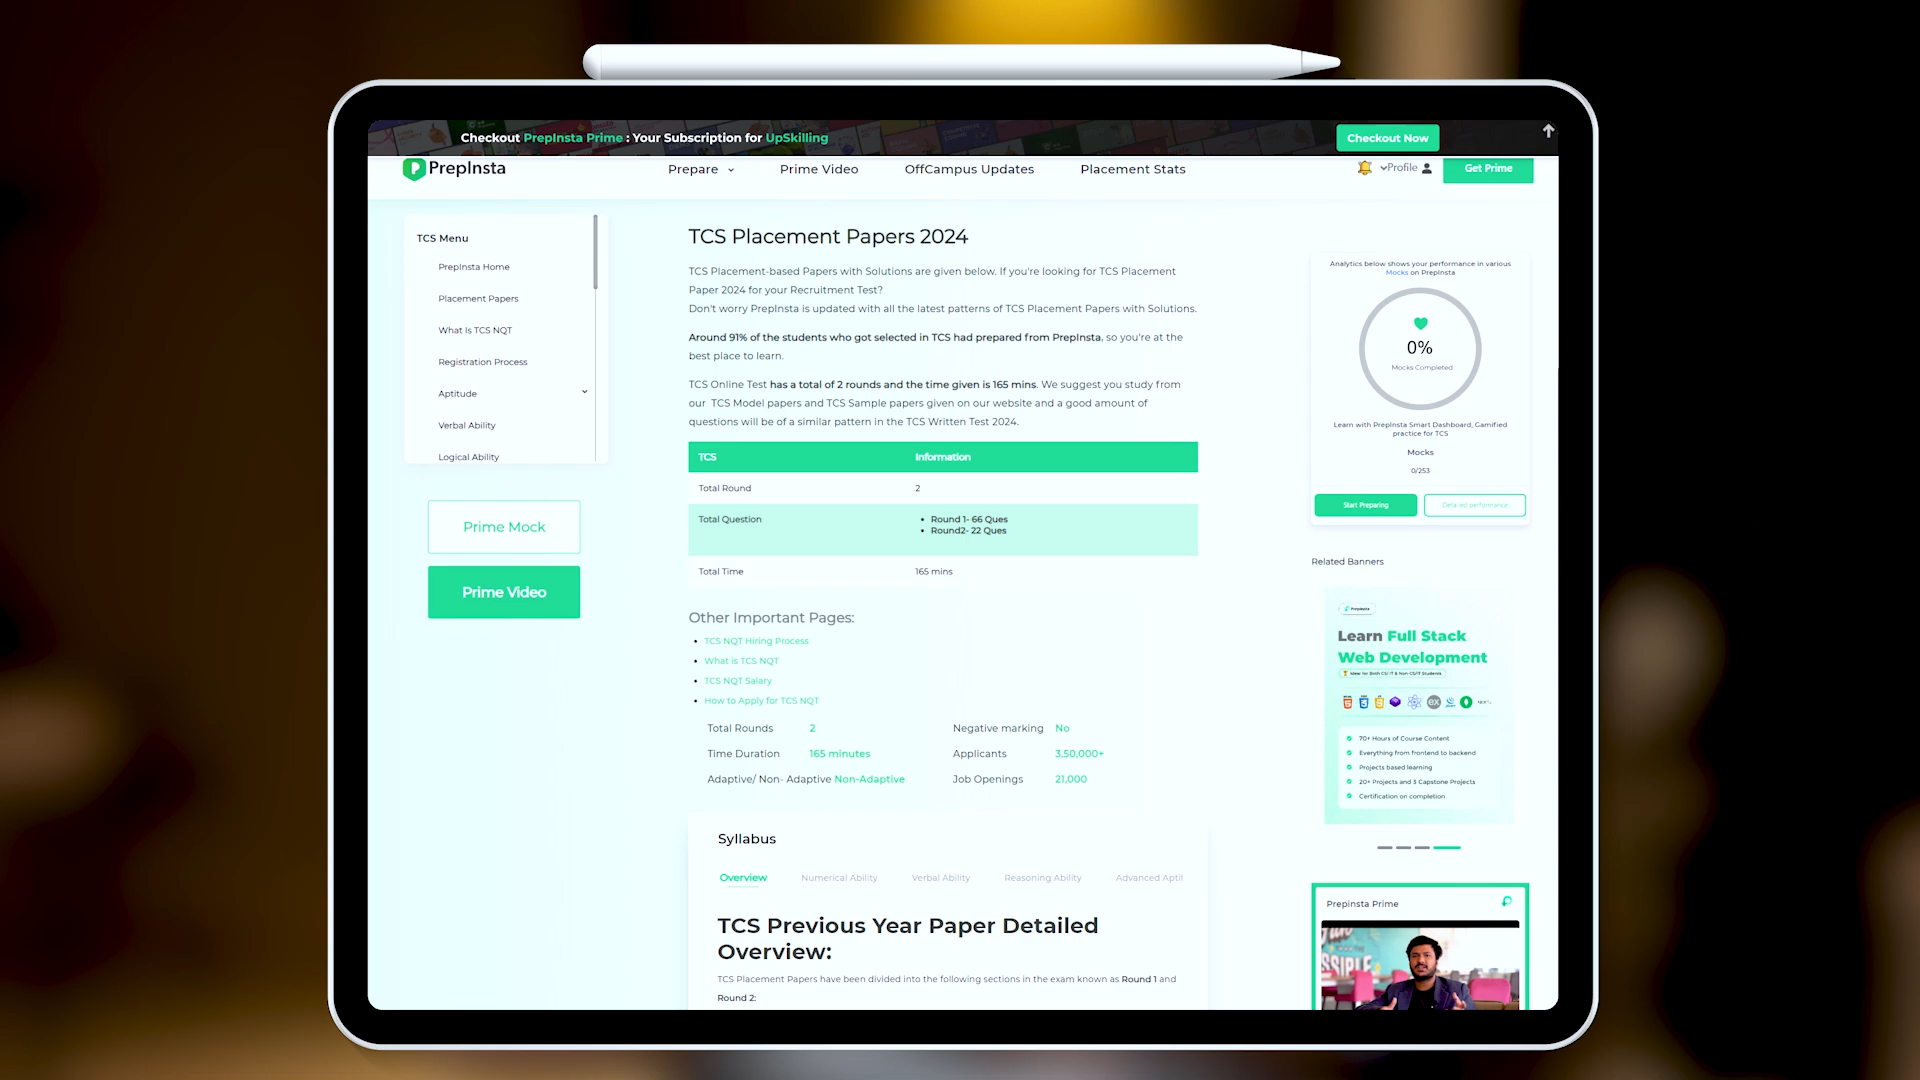 Checkout PrepInsta Prime : Your Subscription for UpSkilling
Checkout Now
PrepInsta
Prepare
Prime Video
OffCampus Updates
Placement Stats
Profile
Get Prime
TCS Menu
PrepInsta Home
Placement Papers
What Is TCS NQT
Registration Process
Aptitude
Verbal Ability
Logical Ability
Prime Mock
Prime Video
TCS Placement Papers 2024
TCS Placement-based Papers with Solutions are given below. If you're looking for TCS Placement
Paper 2024 for your Recruitment Test?
Don't worry PrepInsta is updated with all the latest patterns of TCS Placement Papers with Solutions.
Around 91% of the students who got selected in TCS had prepared from PrepInsta, so you're at the
best place to learn.
TCS Online Test has a total of 2 rounds and the time given is 165 mins. We suggest you study from
our TCS Model papers and TCS Sample papers given on our website and a good amount of
questions will be of a similar pattern in the TCS Written Test 2024.
TCS Information
Total Round 2
Total Question
• Round 1- 66 Ques
• Round2- 22 Ques
Total Time 165 mins
Other Important Pages:
• TCS NQT Hiring Process
• What is TCS NQT
• TCS NQT Salary
• How to Apply for TCS NQT
Total Rounds 2 Negative marking No
Time Duration 165 minutes Applicants 3,50,000+
Adaptive/ Non- Adaptive Non-Adaptive Job Openings 21,000
Syllabus
Overview Numerical Ability Verbal Ability Reasoning Ability Advanced Apti
TCS Previous Year Paper Detailed
Overview:
TCS Placement Papers have been divided into the following sections in the exam known as Round 1 and
Round 2:
Analytics below shows your performance in various
Mocks on PrepInsta
0%
Mocks Completed
Learn with PrepInsta Smart Dashboard, Gamified
practice for TCS
Mocks
0/253
Start Preparing
Detailed performance
Related Banners
PrepInsta
Learn Full Stack
Web Development
Ideal for Both CS/ IT & Non-CS/IT Students
70+ Hours of Course Content
Everything from frontend to backend
Projects based learning
20+ Projects and 3 Capstone Projects
Certification on completion
Prepinsta Prime